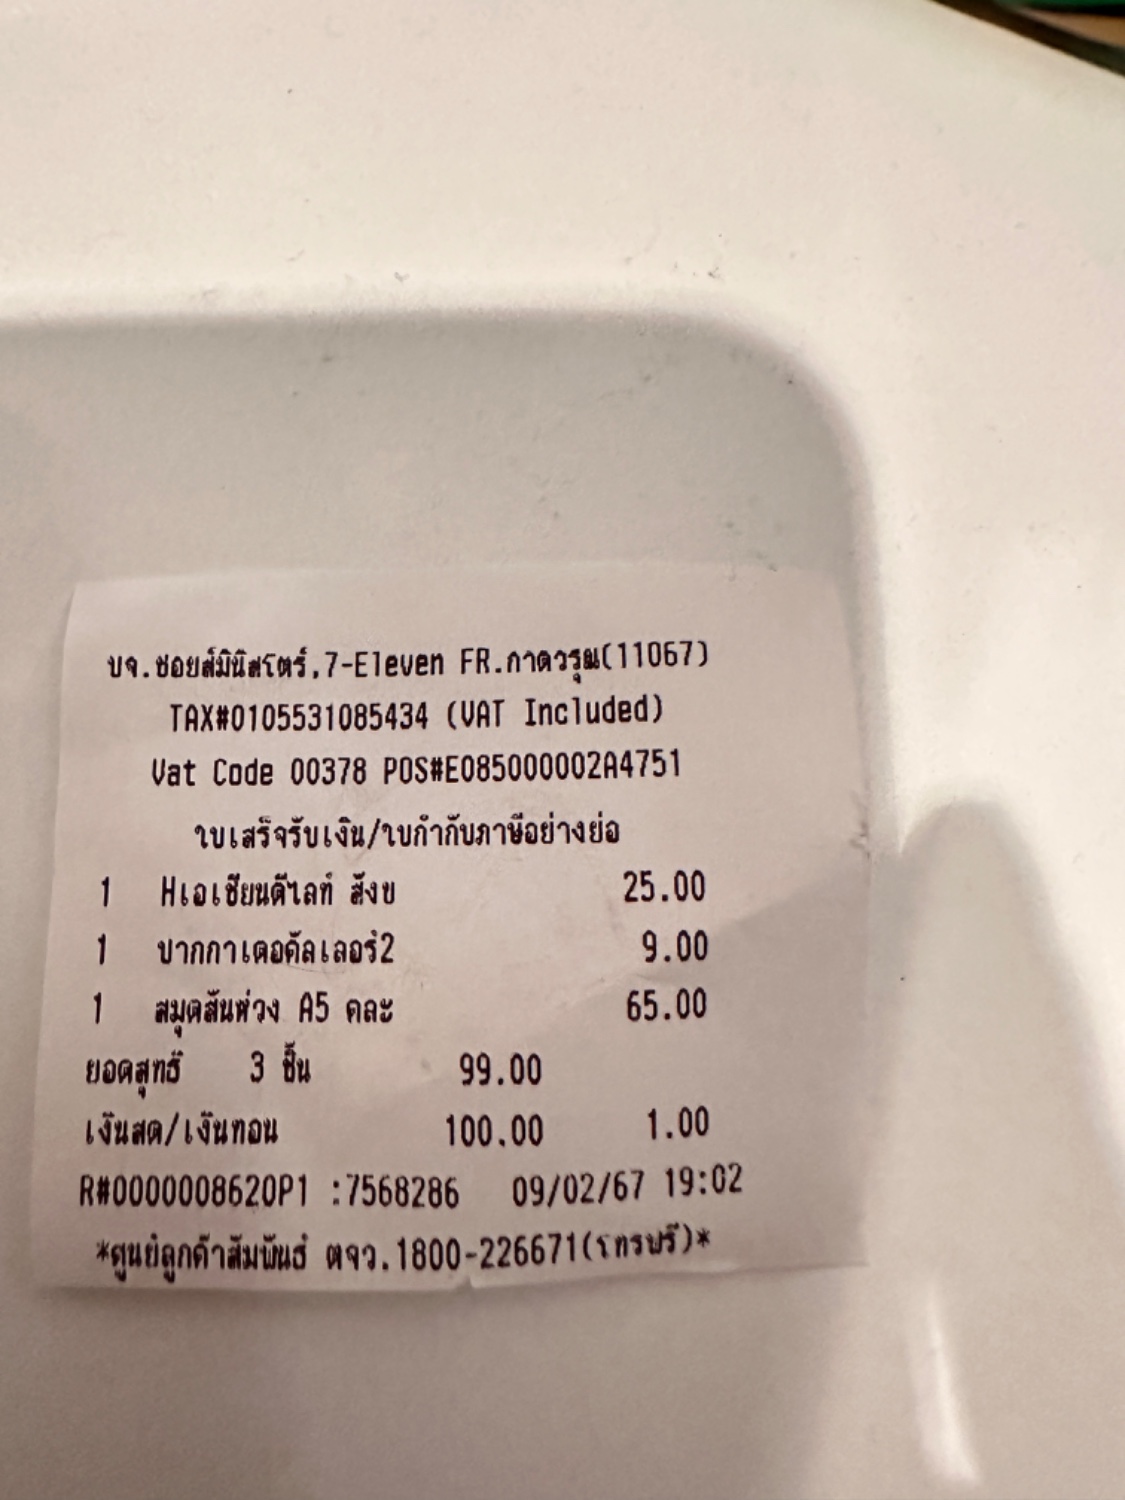 บจ.ซอยส์มินิสโตร์,7-Eleven FR.กาดวรุณ(11067)
TAX#0105531085434 (VAT Included)
Vat Code 00378 POS#E085000002A4751
ใบเสร็จรับเงิน/ใบกำกับภาษีอย่างย่อ
1 Hเอเชียนดีไลท์ สังข 25.00
1 ปากกาเดอคัลเลอร์2 9.00
1 สมุดสันห่วง A5 คละ 65.00
ยอดสุทธิ 3 ชิ้น 99.00
เงินสด/เงินทอน 100.00 1.00
R#0000008620P1 :7568286 09/02/67 19:02
*ศูนย์ลูกค้าสัมพันธ์ ตจว.1800-226671(โทรฟรี)*